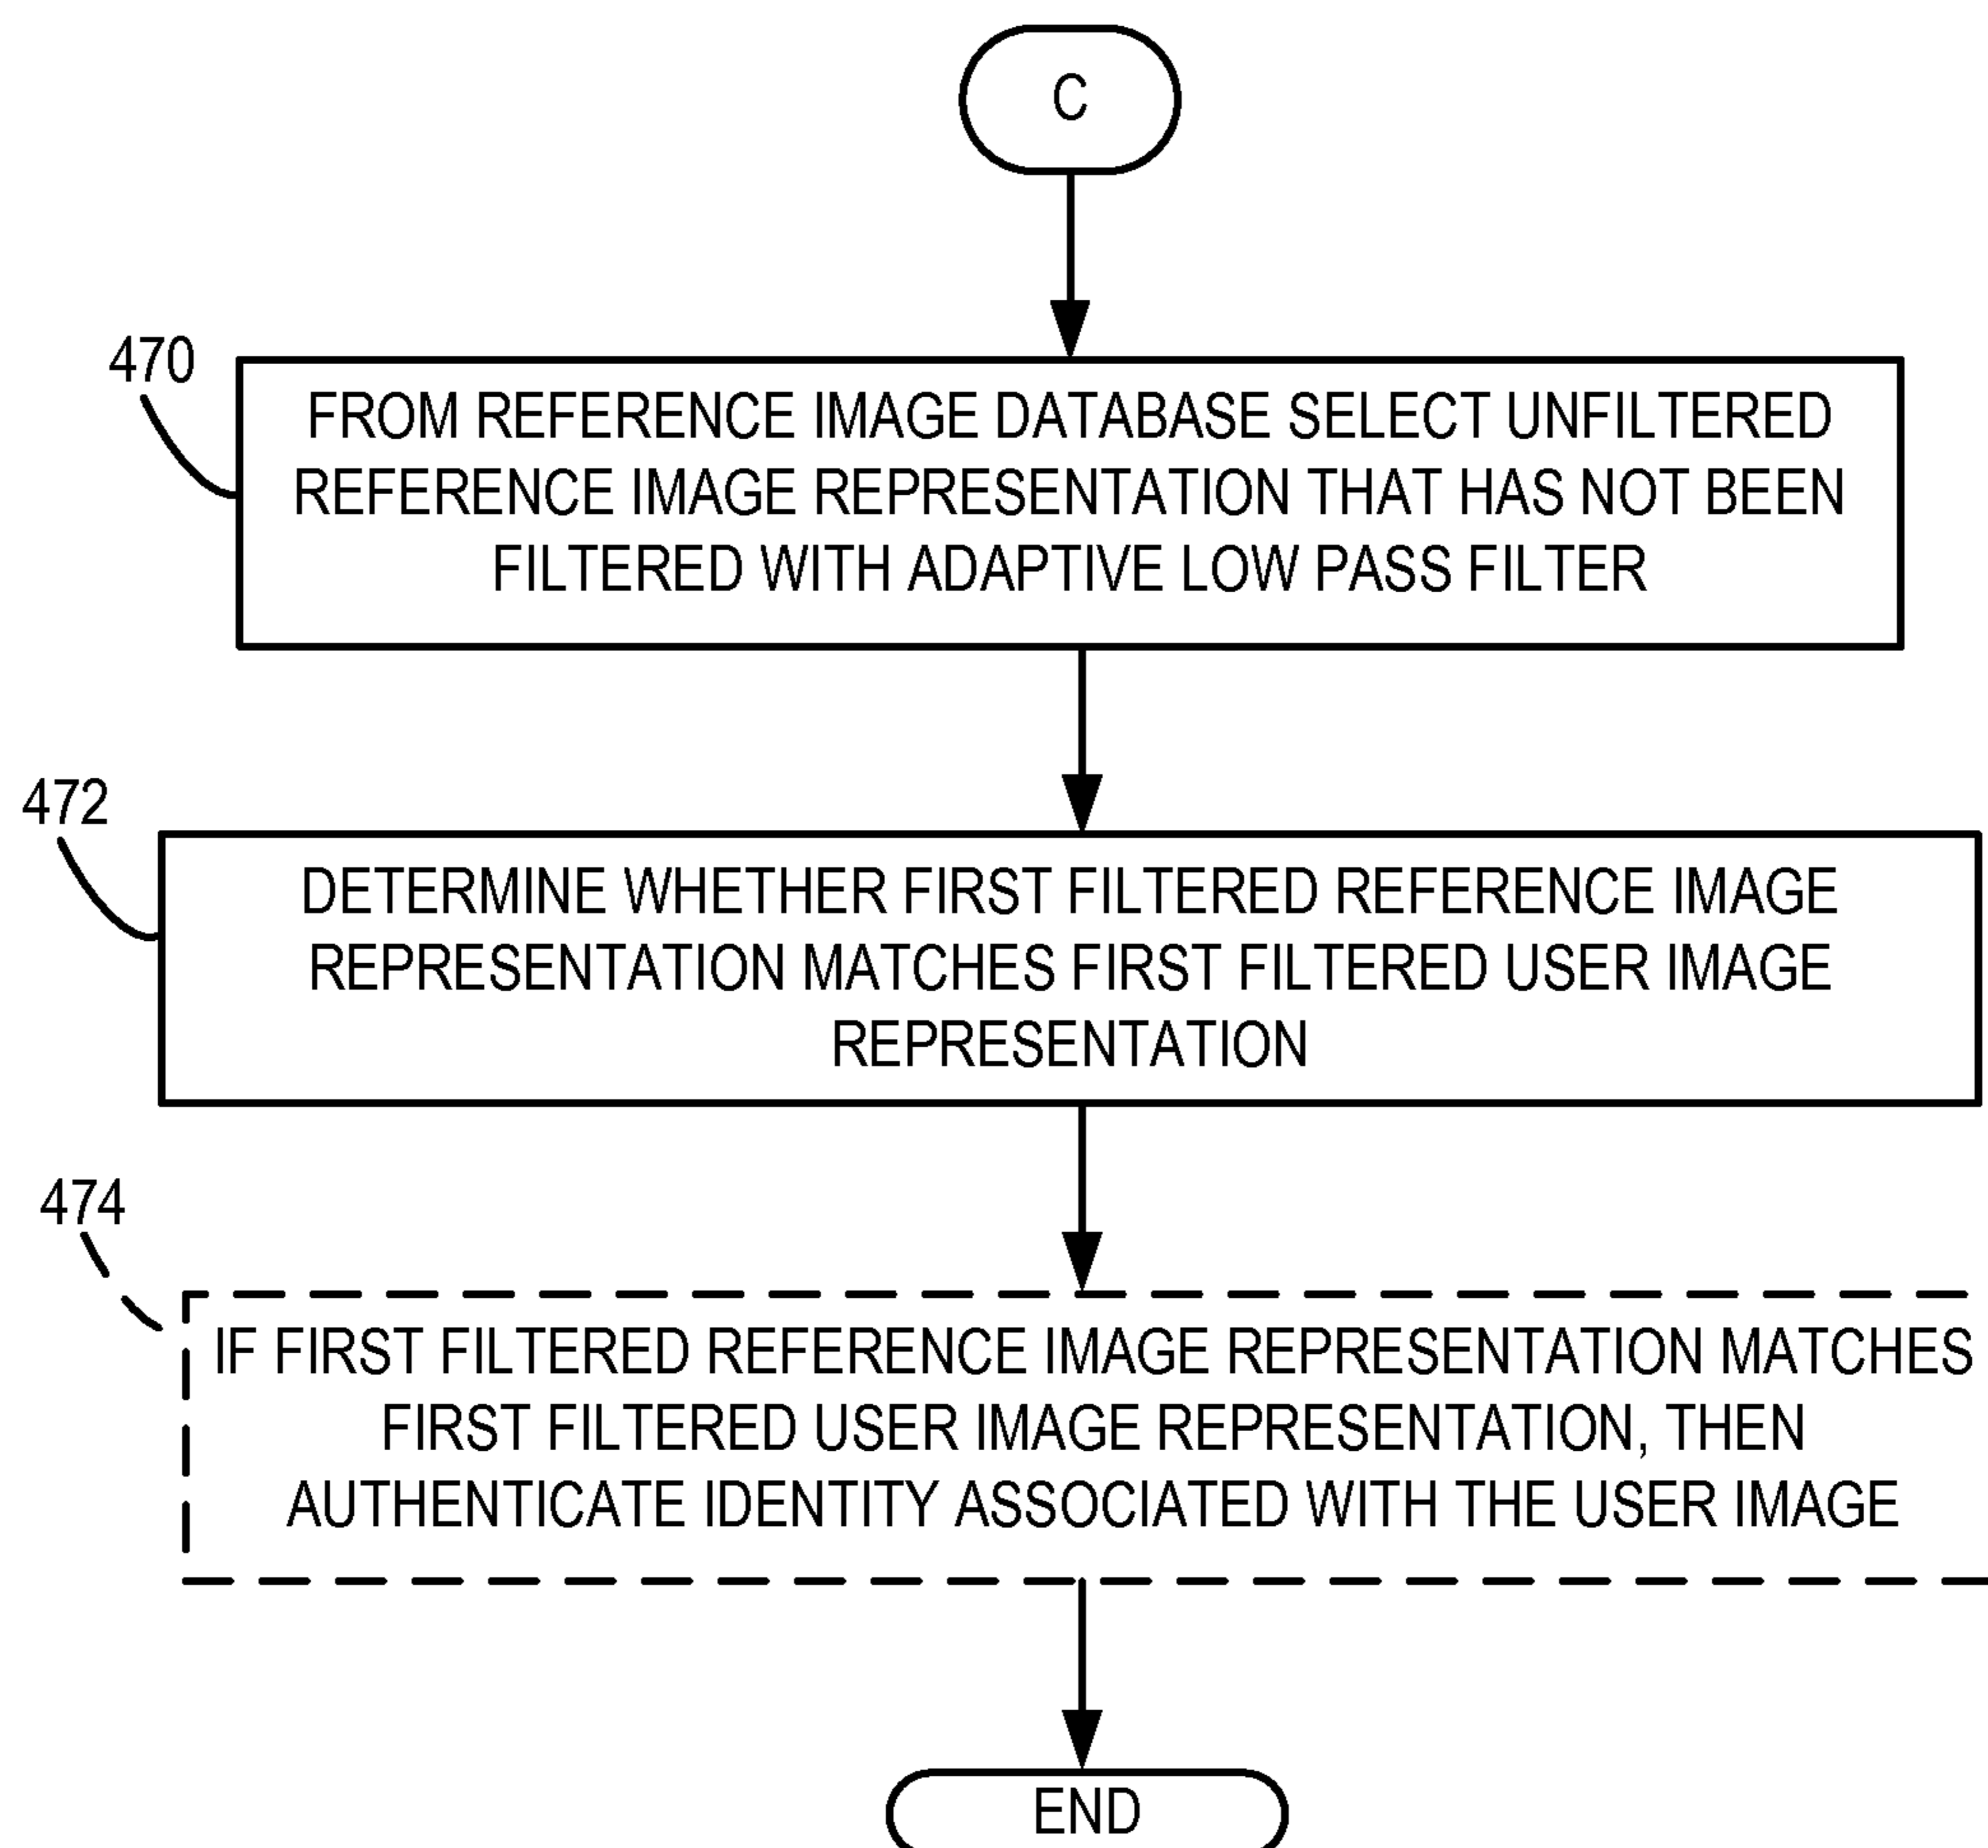 C
470
FROM REFERENCE IMAGE DATABASE SELECT UNFILTERED
REFERENCE IMAGE REPRESENTATION THAT HAS NOT BEEN
FILTERED WITH ADAPTIVE LOW PASS FILTER
472
DETERMINE WHETHER FIRST FILTERED REFERENCE IMAGE
REPRESENTATION MATCHES FIRST FILTERED USER IMAGE
REPRESENTATION
474
IF FIRST FILTERED REFERENCE IMAGE REPRESENTATION MATCHES
FIRST FILTERED USER IMAGE REPRESENTATION, THEN
AUTHENTICATE IDENTITY ASSOCIATED WITH THE USER IMAGE
END